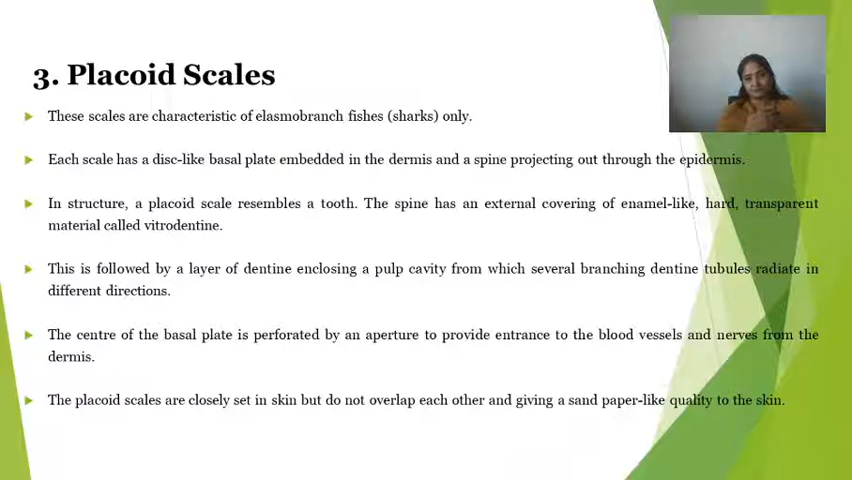 3. Placoid Scales
These scales are characteristic of elasmobranch fishes (sharks) only.
Each scale has a disc-like basal plate embedded in the dermis and a spine projecting out through the epidermis.
In structure, a placoid scale resembles a tooth. The spine has an external covering of enamel-like, hard, transparent
material called vitrodentine.
This is followed by a layer of dentine enclosing a pulp cavity from which several branching dentine tubules radiate in
different directions.
The centre of the basal plate is perforated by an aperture to provide entrance to the blood vessels and nerves from the
dermis.
The placoid scales are closely set in skin but do not overlap each other and giving a sand paper-like quality to the skin.